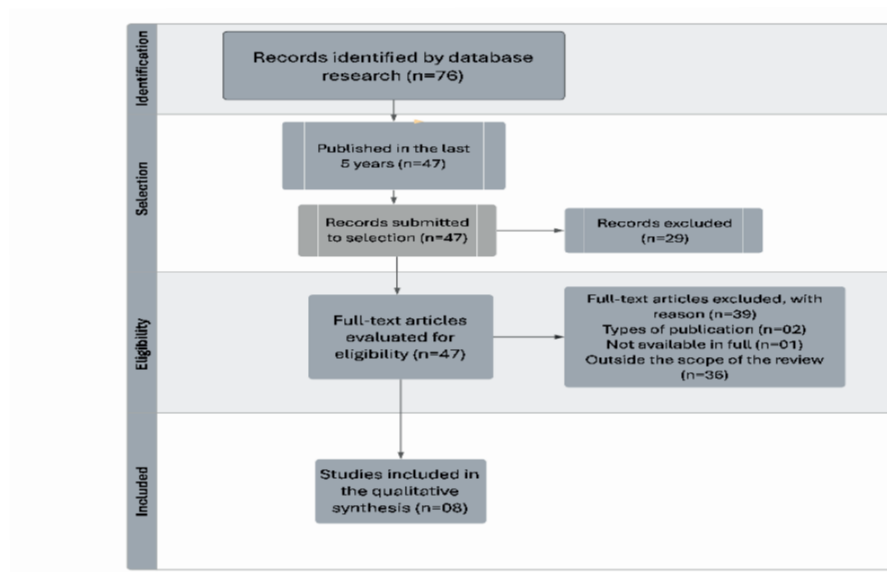 Identification
Records identified by database
research (n=76)
Selection
Published in the last
5 years (n=47)
Records submitted
to selection (n=47)
Records excluded
(n=29)
Eligibility
Full-text articles
evaluated for
eligibility (n=47)
Full-text articles excluded, with
reason (n=39)
Types of publication (n=02)
Not available in full (n=01)
Outside the scope of the review
(n=36)
Included
Studies included in
the qualitative
synthesis (n=08)